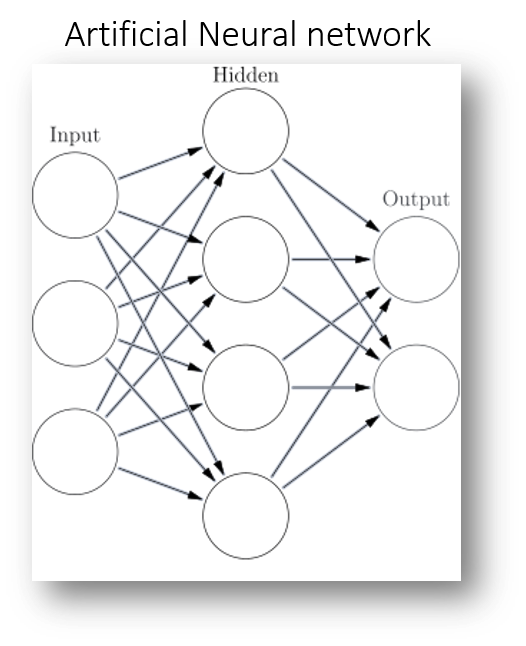 Artificial Neural network
Hidden
Input
Output